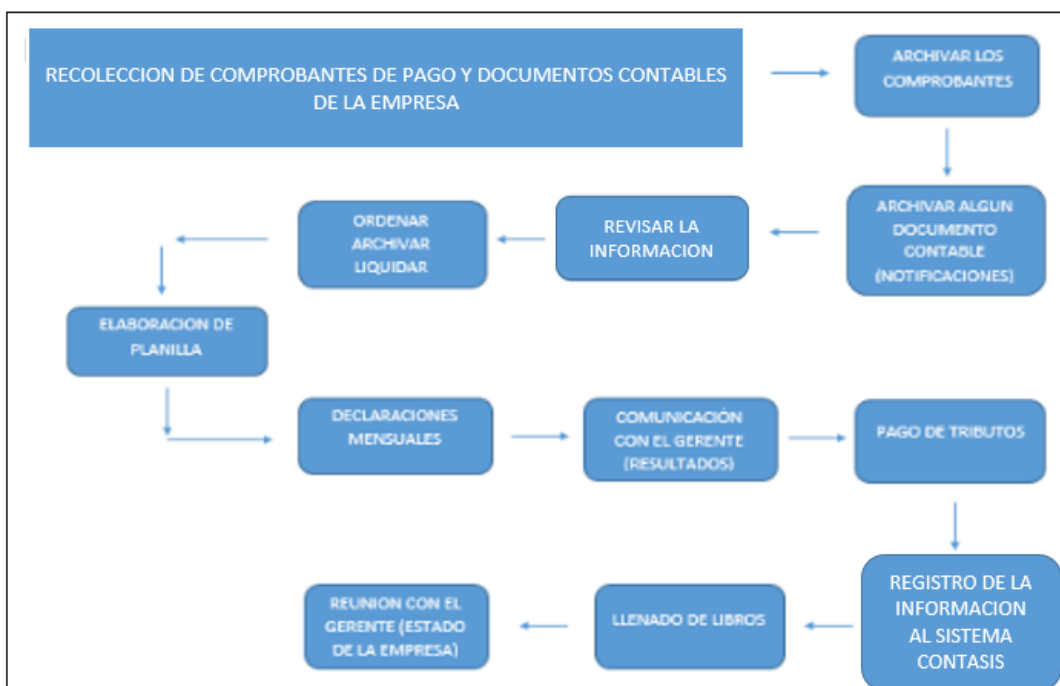 RECOLECCION DE COMPROBANTES DE PAGO Y DOCUMENTOS CONTABLES
DE LA EMPRESA
ARCHIVAR LOS
COMPROBANTES
ARCHIVAR ALGUN
DOCUMENTO
CONTABLE
(NOTIFICACIONES)
REVISAR LA
INFORMACION
ORDENAR
ARCHIVAR
LIQUIDAR
ELABORACION DE
PLANILLA
DECLARACIONES
MENSUALES
COMUNICACIÓN
CON EL GERENTE
(RESULTADOS)
PAGO DE TRIBUTOS
REGISTRO DE LA
INFORMACION
AL SISTEMA
CONTASIS
LLENADO DE LIBROS
REUNION CON EL
GERENTE (ESTADO
DE LA EMPRESA)